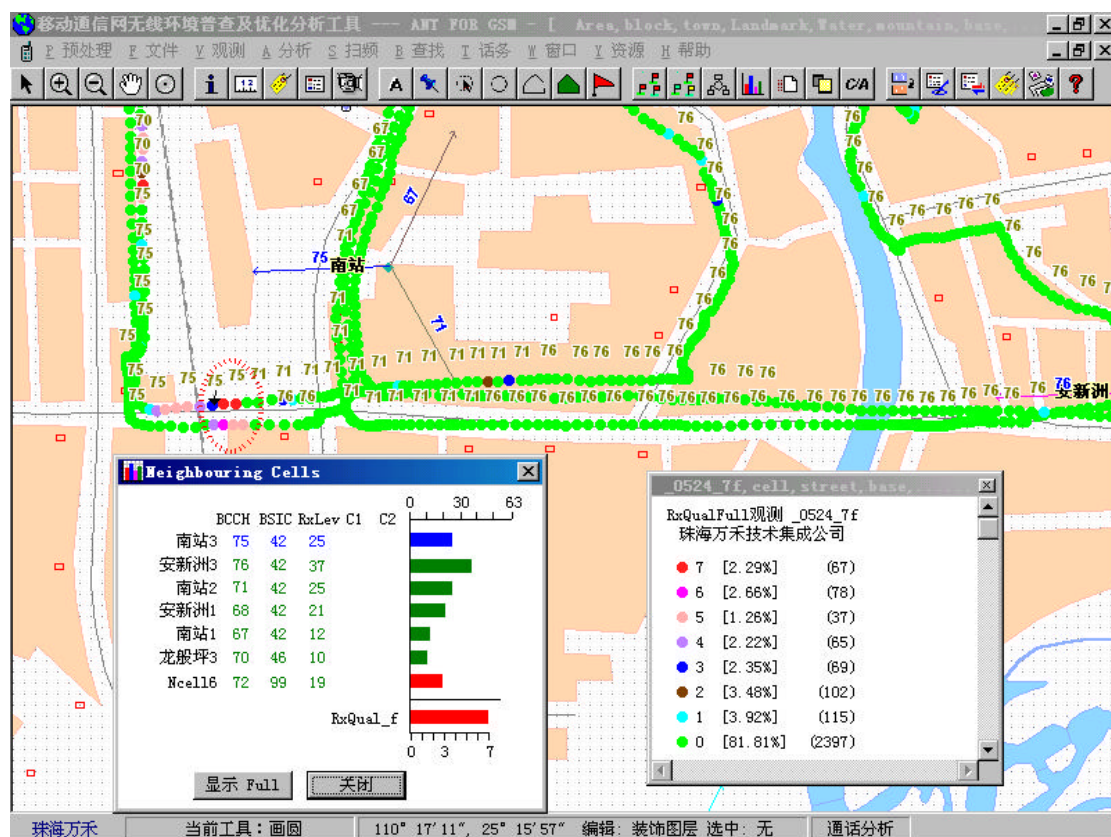 移动通信网无线环境普查及优化分析工具 --- ANT FOR GSM - [ Area,block,town,Landmark,Water,mountain,base,
P 预处理 F 文件 V 观测 A 分析 S 扫频 B 查找 T 话务 W 窗口 Y 资源 H 帮助
67
75 南站
71
76
安新洲
Neighbouring Cells
0 30 63
BCCH BSIC RxLev C1 C2
南站3 75 42 25
安新洲3 76 42 37
南站2 71 42 25
安新洲1 68 42 21
南站1 67 42 12
龙船坪3 70 46 10
Ncell6 72 99 19
RxQual_f
0 3 7
显示 Full 关闭
_0524_7f,cell,street,base,
RxQualFull观测 _0524_7f
珠海万禾技术集成公司
7 [2.29%] (67)
6 [2.66%] (78)
5 [1.26%] (37)
4 [2.22%] (65)
3 [2.35%] (69)
2 [3.48%] (102)
1 [3.92%] (115)
0 [81.81%] (2397)
珠海万禾 当前工具：画圆 110° 17′11″, 25° 15′57″ 编辑: 装饰图层 选中: 无 通话分析